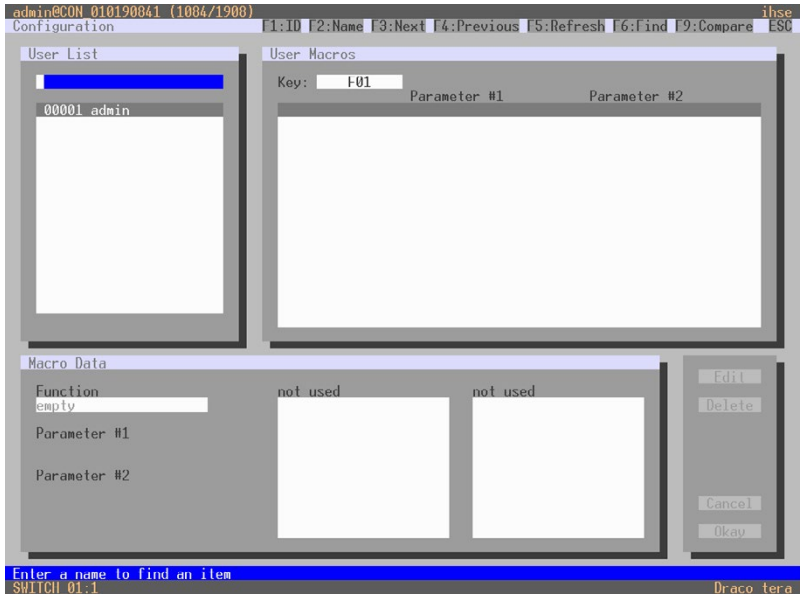 admin@CON 010190841 (1084/1908) ihse
Configuration F1:ID F2:Name F3:Next F4:Previous F5:Refresh F6:Find F9:Compare ESC
User List
User Macros
Key: F01
Parameter #1 Parameter #2
00001 admin
Macro Data
Function not used not used
empty
Parameter #1
Parameter #2
Edit
Delete
Cancel
Okay
Enter a name to find an item
SWITCH 01:1 Draco tera